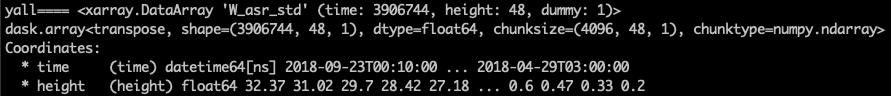 yall==== <xarray.DataArray 'W_asr_std' (time: 3906744, height: 48, dummy: 1)>
dask.array<transpose, shape=(3906744, 48, 1), dtype=float64, chunksize=(4096, 48, 1), chunktype=numpy.ndarray>
Coordinates:
  * time     (time) datetime64[ns] 2018-09-23T00:10:00 ... 2018-04-29T03:00:00
  * height   (height) float64 32.37 31.02 29.7 28.42 27.18 ... 0.6 0.47 0.33 0.2